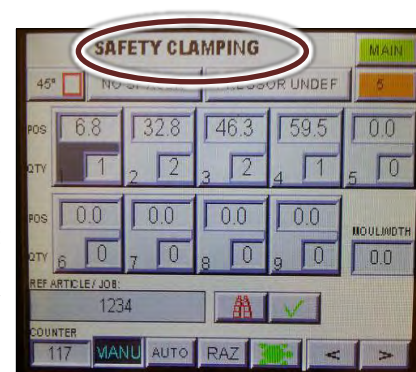 SAFETY CLAMPING
MAIN
45° NO UNDEF 5
POS 6.8 32.8 46.3 59.5 0.0
QTY 1 1 2 2 3 2 4 1 5 0
POS 0.0 0.0 0.0 0.0
MOULWIDTH
QTY 6 0 7 0 8 0 9 0 0.0
REF ARTICLE / JOB:
1234
COUNTER
117 MANU AUTO RAZ < >